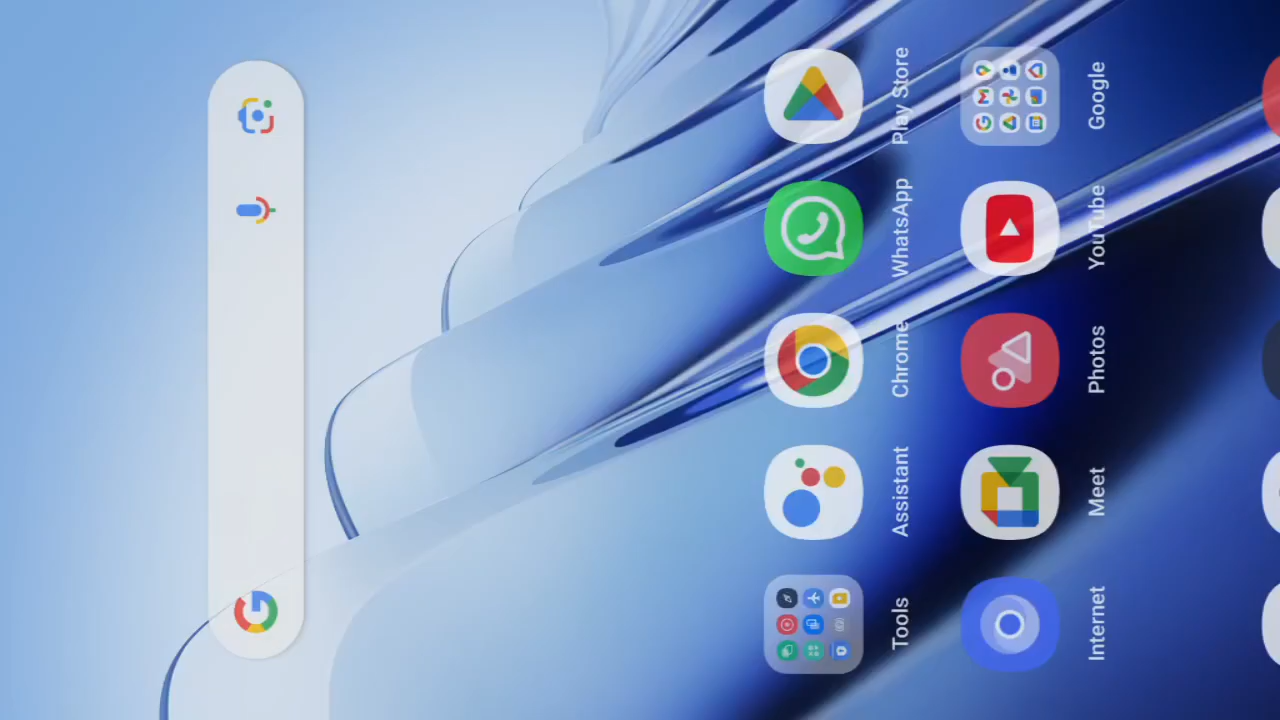 Tools
Assistant
Chrome
WhatsApp
Play Store
Internet
Meet
Photos
YouTube
Google